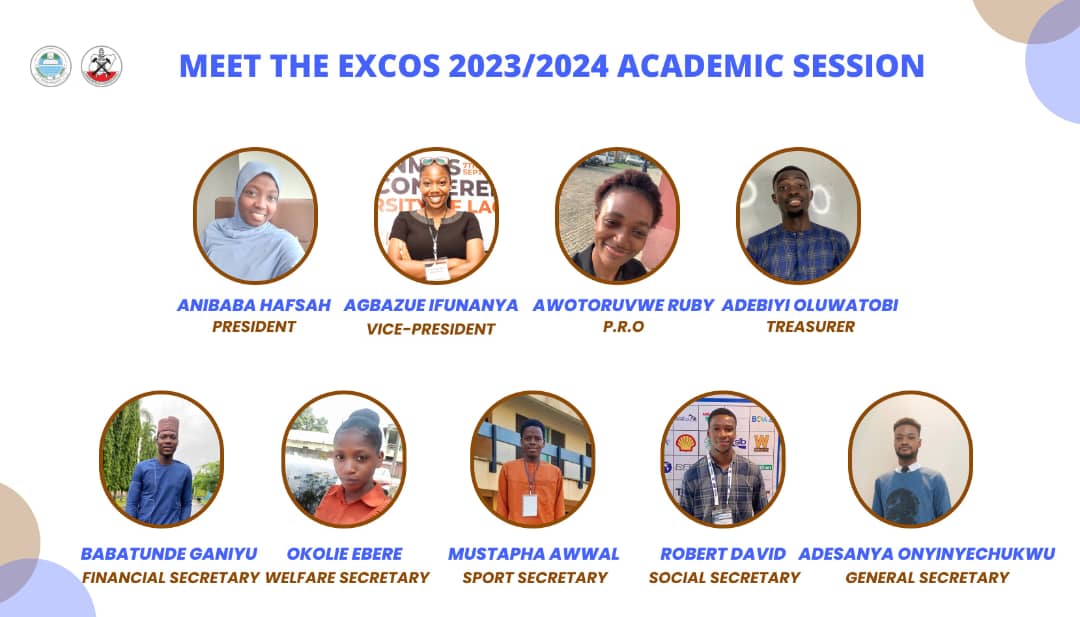 MEET THE EXCOS 2023/2024 ACADEMIC SESSION
ANIBABA HAFSAH
PRESIDENT
AGBAZUE IFUNANYA
VICE-PRESIDENT
AWOTORUVWE RUBY
P.R.O
ADEBIYI OLUWATOBI
TREASURER
BABATUNDE GANIYU
FINANCIAL SECRETARY
OKOLIE EBERE
WELFARE SECRETARY
MUSTAPHA AWWAL
SPORT SECRETARY
ROBERT DAVID
SOCIAL SECRETARY
ADESANYA ONYINYECHUKWU
GENERAL SECRETARY